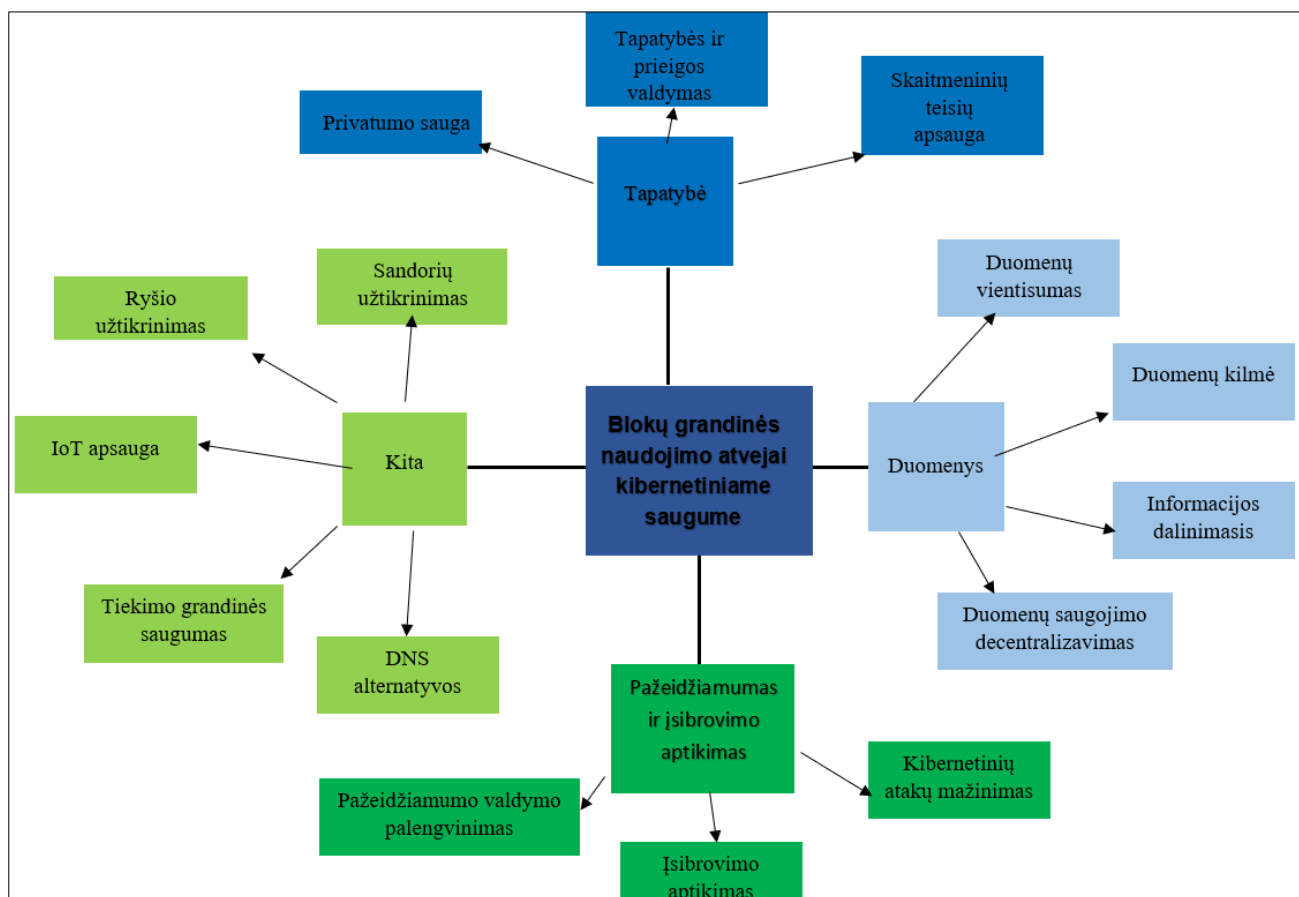 Tapatybės ir
prieigos
valdymas
Skaitmeninių
teisių
apsauga
Privatumo sauga
Tapatybė
Sandorių
užtikrinimas
Ryšio
užtikrinimas
IoT apsauga
Kita
Tiekimo grandinės
saugumas
DNS
alternatyvos
Blokų grandinės
naudojimo atvejai
kibernetiniame
saugume
Duomenų
vientisumas
Duomenų kilmė
Duomenys
Informacijos
dalinimasis
Duomenų saugojimo
decentralizavimas
Pažeidžiamumas
ir įsibrovimo
aptikimas
Kibernetinių
atakų mažinimas
Pažeidžiamumo valdymo
palengvinimas
Įsibrovimo
aptikimas